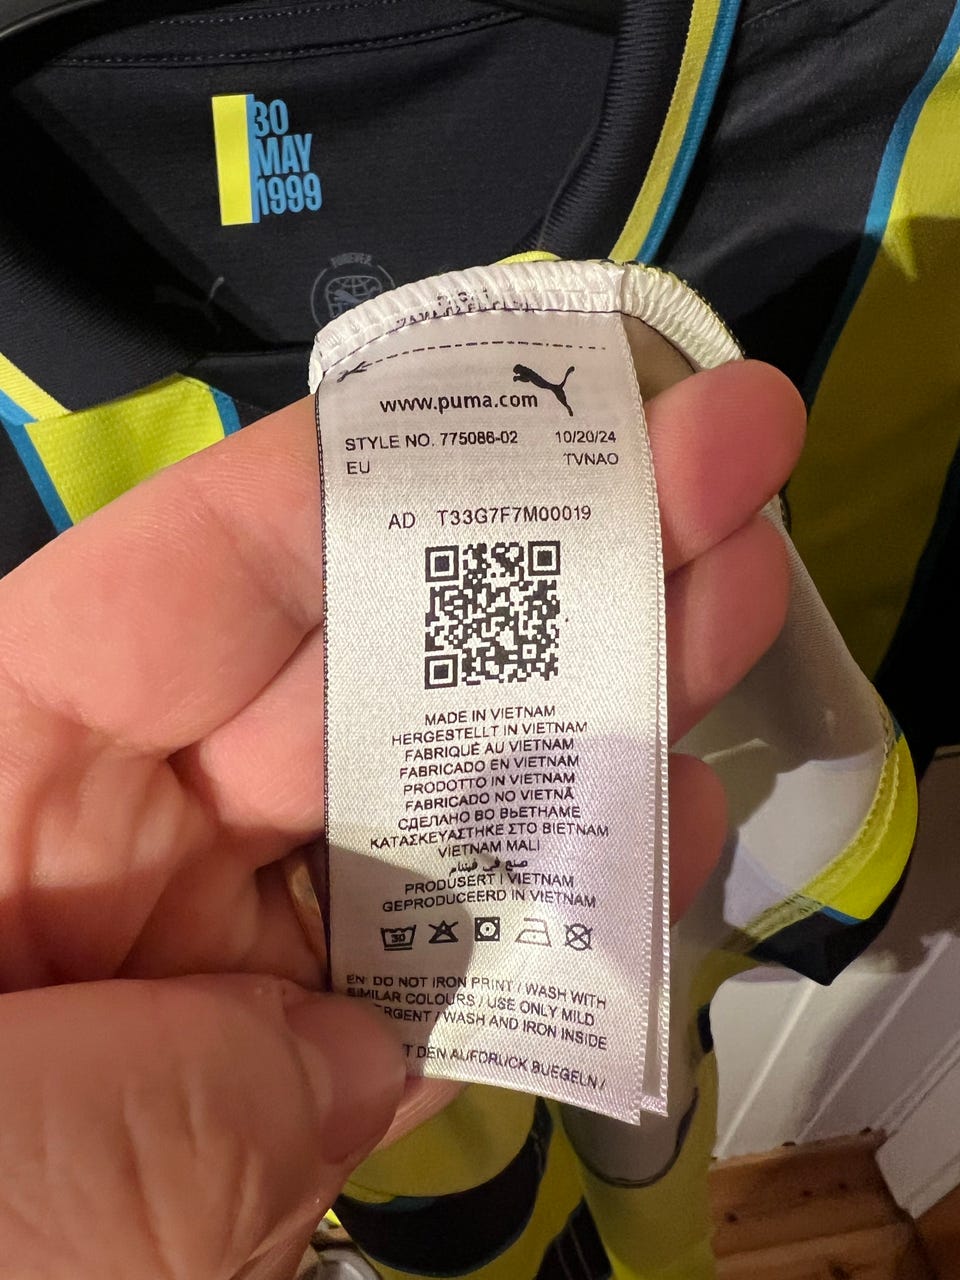 30
MAY
1999
FOREVER.
www.puma.com
STYLE NO. 775086-02 10/20/24
EU TVNAO
AD T33G7F7M00019
MADE IN VIETNAM
HERGESTELLT IN VIETNAM
FABRIQUÉ AU VIETNAM
FABRICADO EN VIETNAM
PRODOTTO IN VIETNAM
FABRICADO NO VIETNÃ
СДЕЛАНО ВО ВЬЕТНАМЕ
ΚΑΤΑΣΚΕΥΑΣΤΗΚΕ ΣΤΟ ΒΙΕΤΝΑΜ
VIETNAM MALI
صنع في فيتنام
PRODUSERT I VIETNAM
GEPRODUCEERD IN VIETNAM
30
EN: DO NOT IRON PRINT / WASH WITH
SIMILAR COLOURS / USE ONLY MILD
ERGENT / WASH AND IRON INSIDE
T DEN AUFDRUCK BUEGELN /